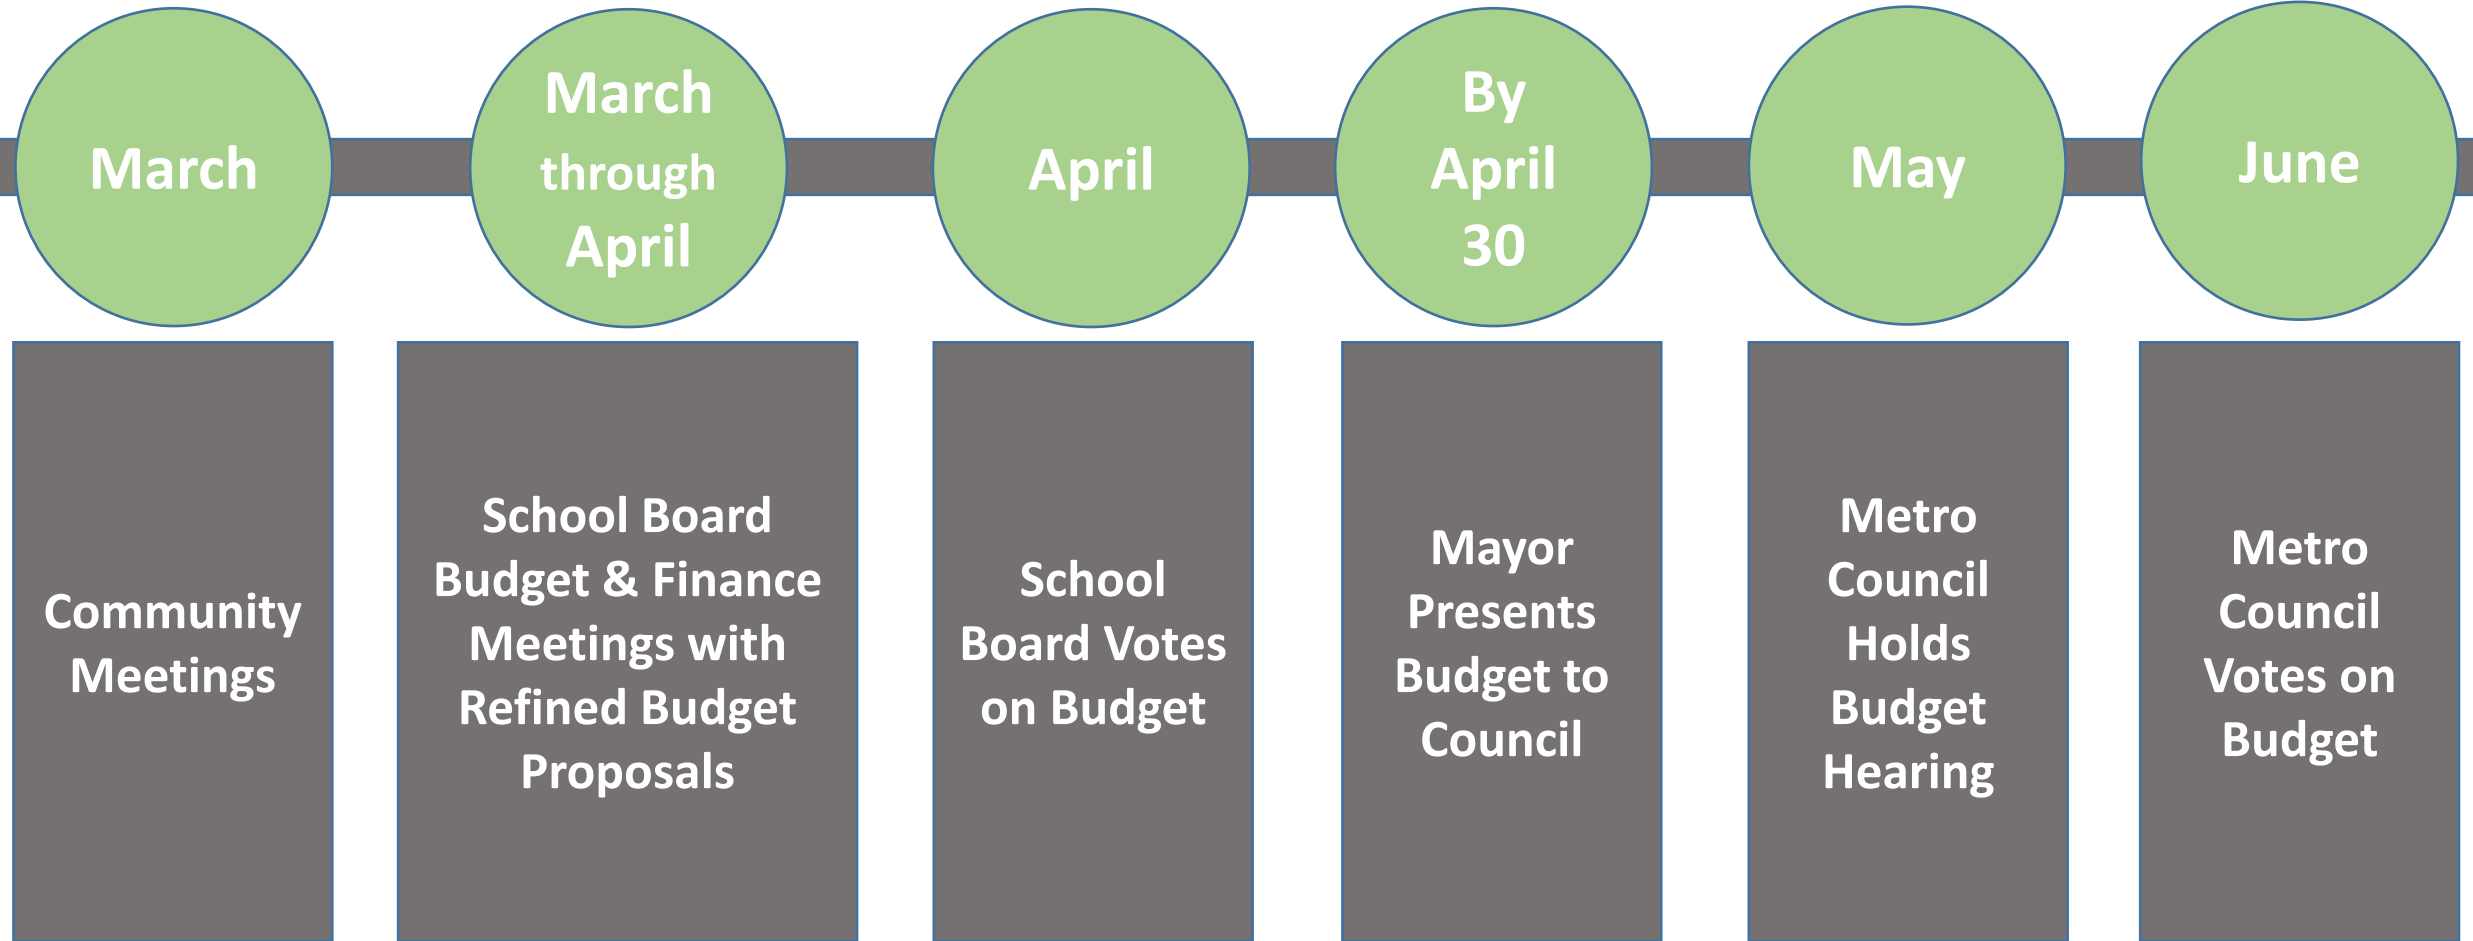 March
March
through
April
April
By
April
30
May
June
Community
Meetings
School Board
Budget & Finance
Meetings with
Refined Budget
Proposals
School
Board Votes
on Budget
Mayor
Presents
Budget to
Council
Metro
Council
Holds
Budget
Hearing
Metro
Council
Votes on
Budget